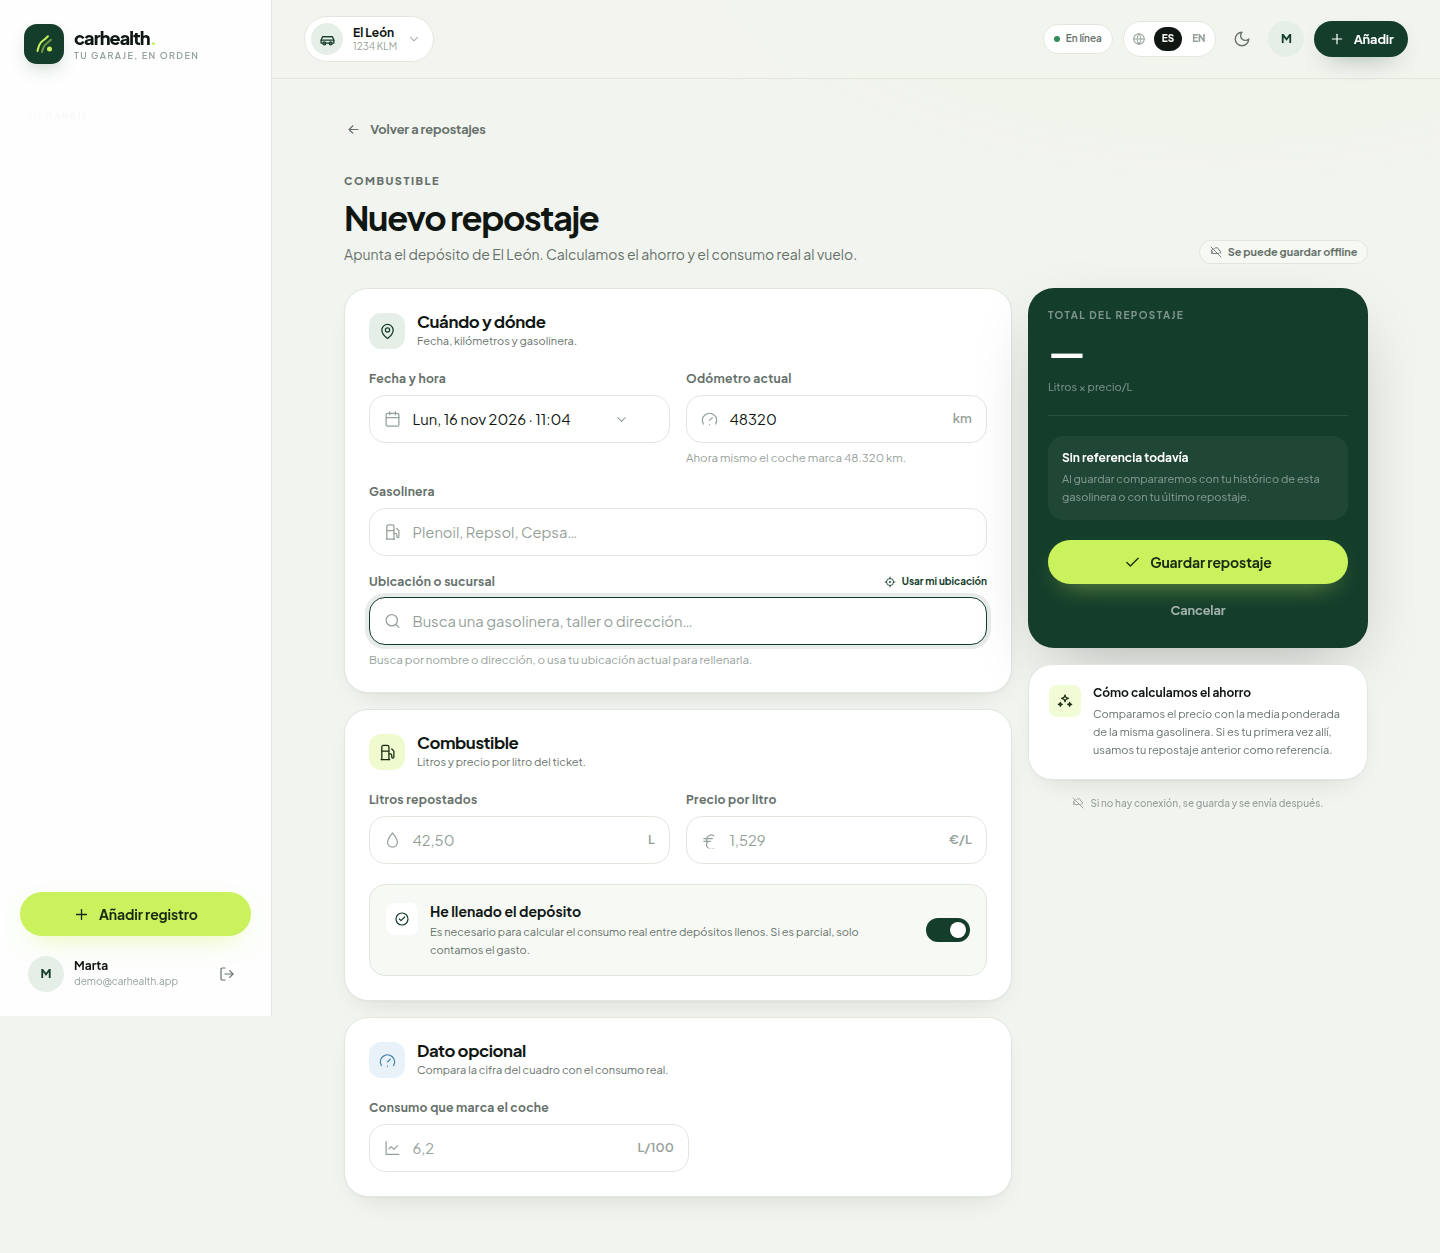 carhealth.
TU GARAJE, EN ORDEN
TU GARAJE
El León
1234 KLM
En línea
ES
EN
M
Añadir
Volver a repostajes
COMBUSTIBLE
Nuevo repostaje
Apunta el depósito de El León. Calculamos el ahorro y el consumo real al vuelo.
Se puede guardar offline
Cuándo y dónde
Fecha, kilómetros y gasolinera.
Fecha y hora
Odómetro actual
Lun, 16 nov 2026 · 11:04
48320
km
Ahora mismo el coche marca 48.320 km.
Gasolinera
Plenoil, Repsol, Cepsa…
Ubicación o sucursal
Usar mi ubicación
Busca una gasolinera, taller o dirección…
Busca por nombre o dirección, o usa tu ubicación actual para rellenarla.
Combustible
Litros y precio por litro del ticket.
Litros repostados
Precio por litro
42,50
L
1,529
€/L
He llenado el depósito
Es necesario para calcular el consumo real entre depósitos llenos. Si es parcial, solo
contamos el gasto.
Dato opcional
Compara la cifra del cuadro con el consumo real.
Consumo que marca el coche
6,2
L/100
TOTAL DEL REPOSTAJE
—
Litros × precio/L
Sin referencia todavía
Al guardar compararemos con tu histórico de esta
gasolinera o con tu último repostaje.
Guardar repostaje
Cancelar
Cómo calculamos el ahorro
Comparamos el precio con la media ponderada
de la misma gasolinera. Si es tu primera vez allí,
usamos tu repostaje anterior como referencia.
Si no hay conexión, se guarda y se envía después.
Añadir registro
M
Marta
demo@carhealth.app